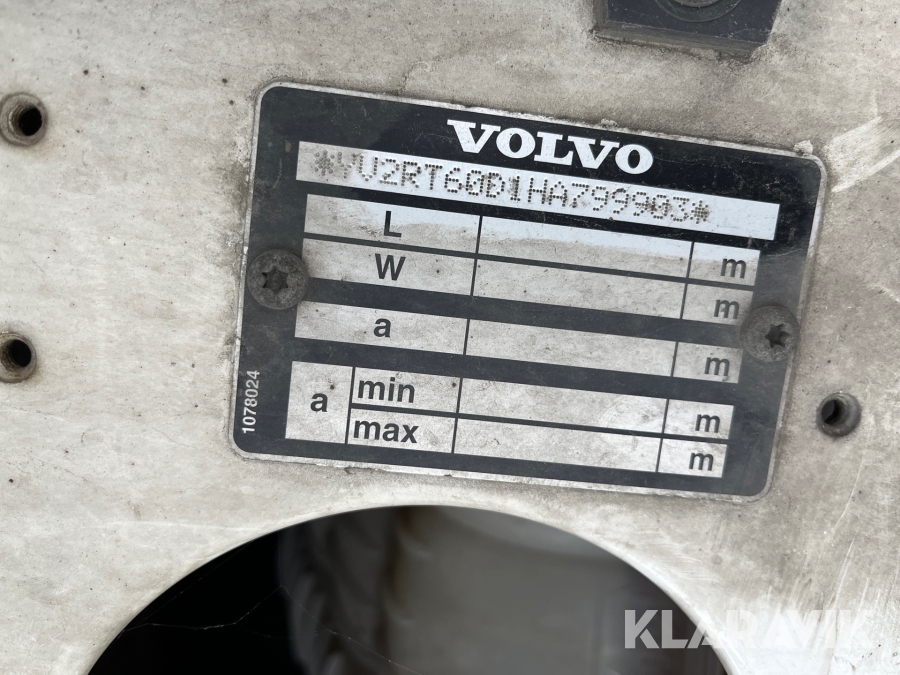 VOLVO
*YV2RT60D1HA799903*
L m
W m
a m
a min m
max m
1078024
KLARAVIK